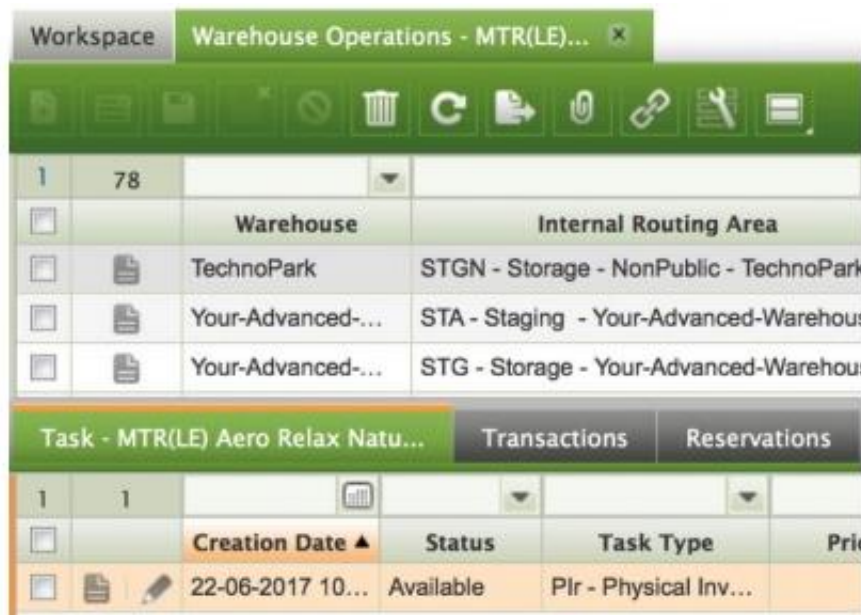 Workspace Warehouse Operations - MTR(LE)...
1 78
Warehouse Internal Routing Area
TechnoPark STGN - Storage - NonPublic - TechnoPark
Your-Advanced-... STA - Staging - Your-Advanced-Warehous
Your-Advanced-... STG - Storage - Your-Advanced-Warehous
Task - MTR(LE) Aero Relax Natu... Transactions Reservations
1 1
Creation Date ▲ Status Task Type Pri
22-06-2017 10... Available PIr - Physical Inv...